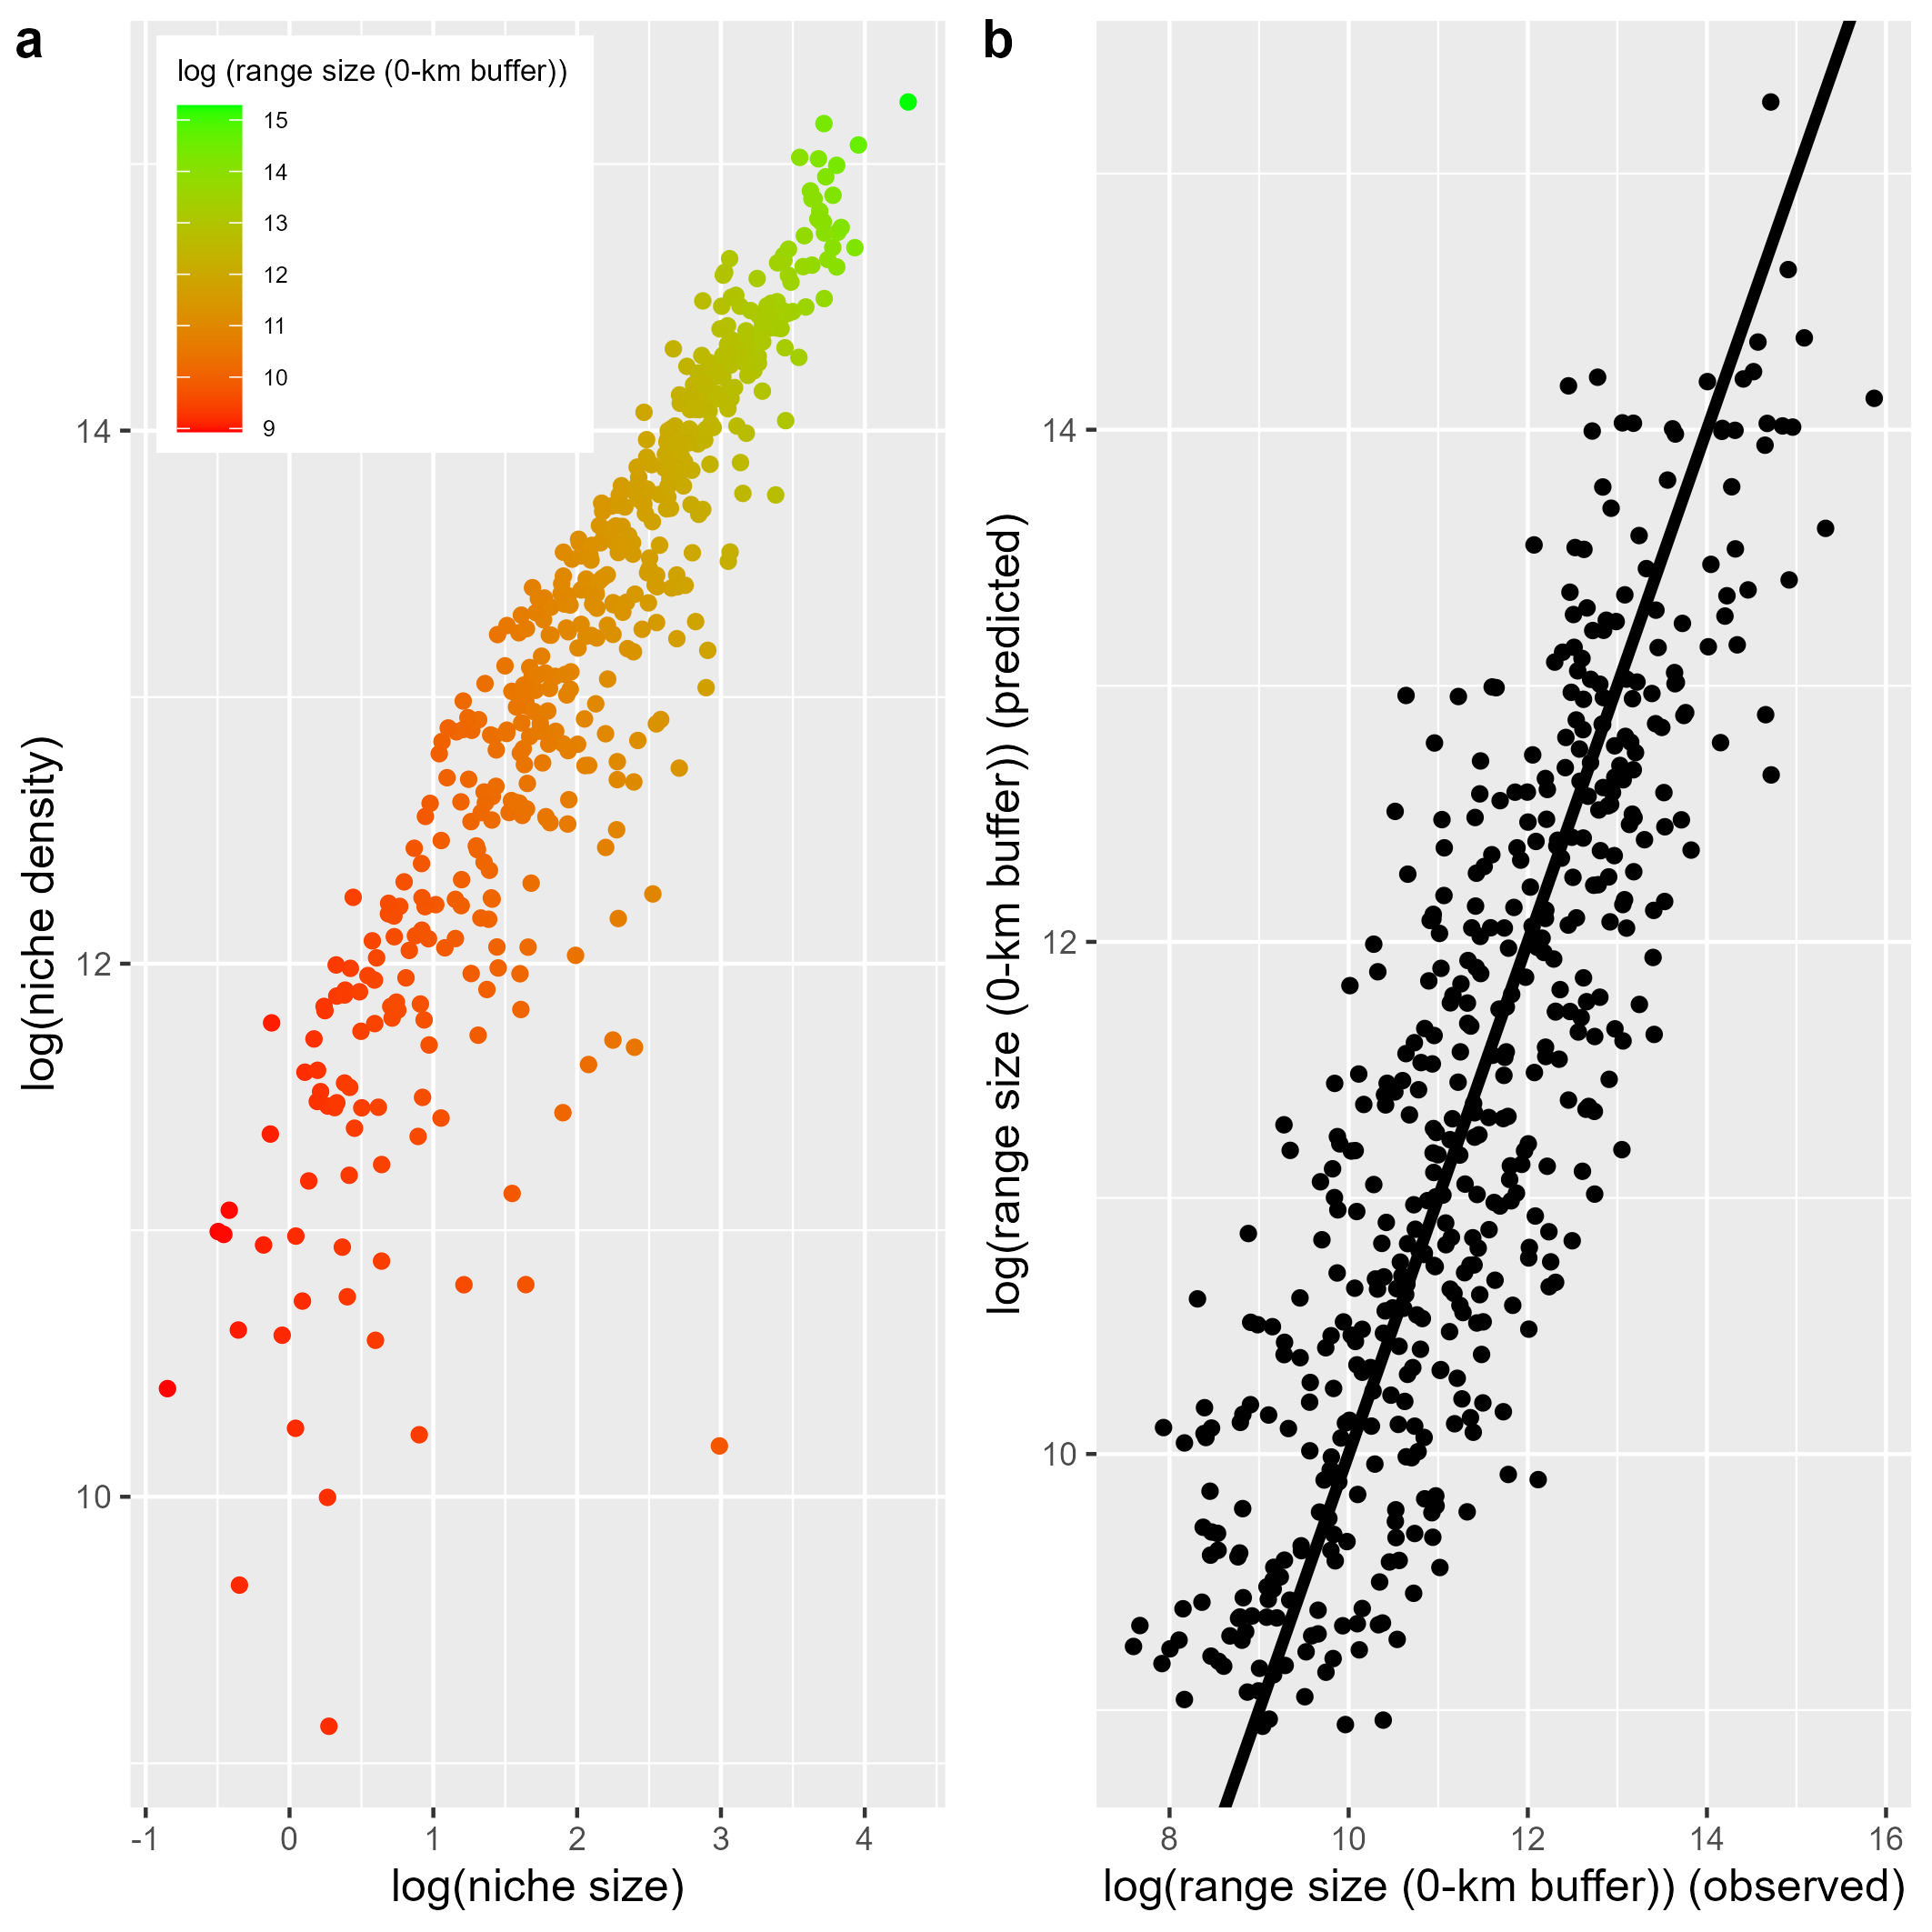 a
log (range size (0-km buffer))
15
14
13
12
11
10
9
log(niche density)
14
12
10
-1 0 1 2 3 4
log(niche size)
b
log(range size (0-km buffer)) (predicted)
14
12
10
8 10 12 14 16
log(range size (0-km buffer)) (observed)